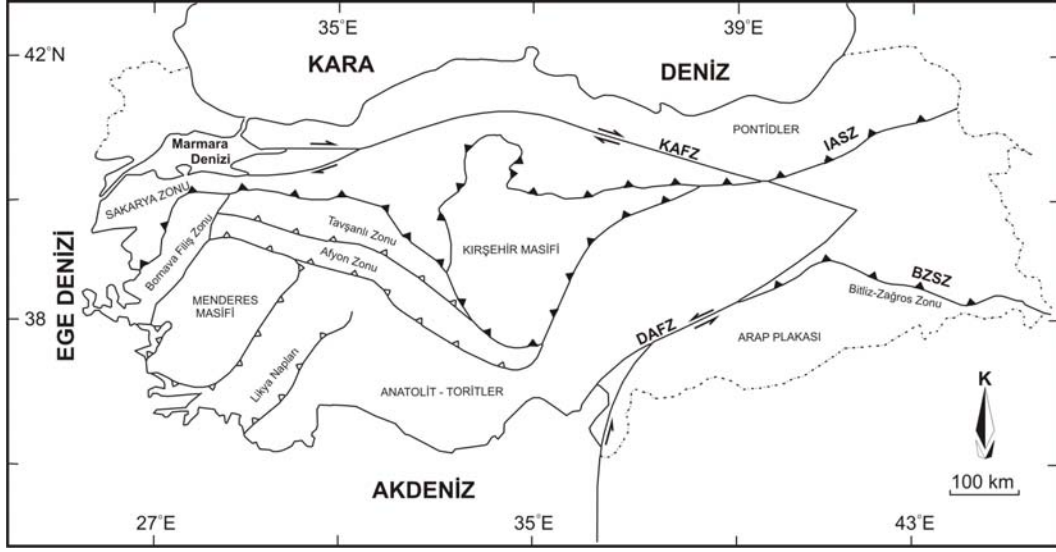 35°E
39°E
42°N
KARA
DENİZ
PONTİDLER
IASZ
Marmara
Denizi
KAFZ
SAKARYA ZONU
Bornava Filiş Zonu
Tavşanlı Zonu
Afyon Zonu
KIRŞEHİR MASİFİ
EGE DENİZİ
MENDERES
MASİFİ
BZSZ
Bitliz-Zağros Zonu
38
DAFZ
ARAP PLAKASI
Likya Napları
ANATOLİT - TORİTLER
K
AKDENİZ
100 km
27°E
35°E
43°E